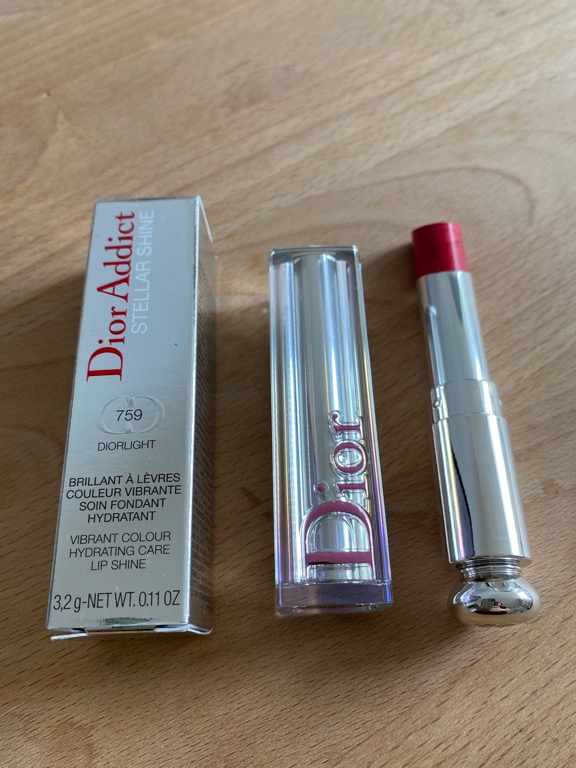 Dior Addict
STELLAR SHINE
759
DIORLIGHT
BRILLANT À LÈVRES
COULEUR VIBRANTE
SOIN FONDANT
HYDRATANT
VIBRANT COLOUR
HYDRATING CARE
LIP SHINE
3,2 g-NET WT. 0.11 OZ
Dior